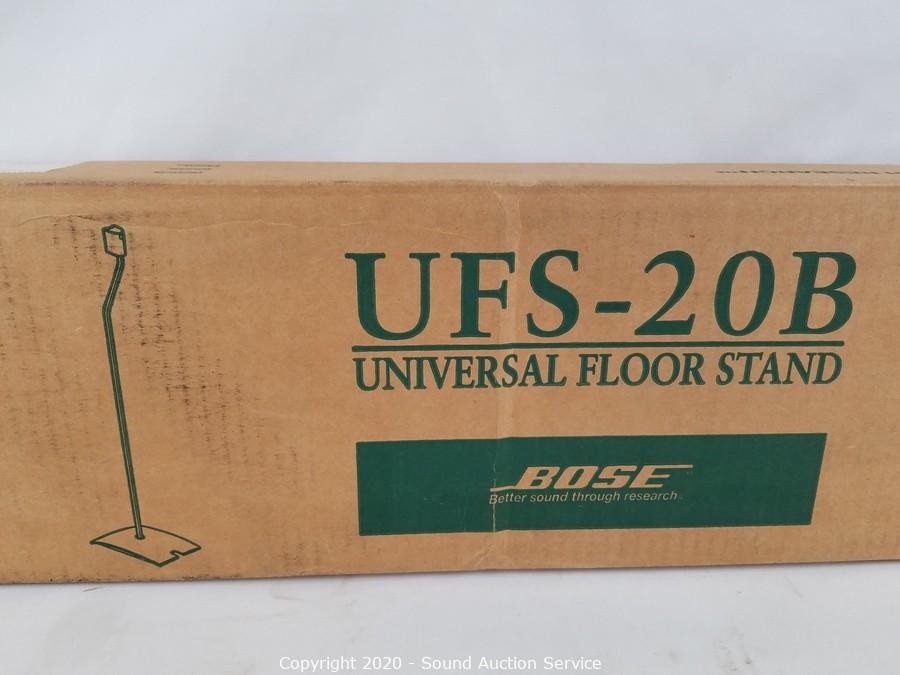 UFS-20B
UNIVERSAL FLOOR STAND
BOSE
Better sound through research
Copyright 2020 - Sound Auction Service